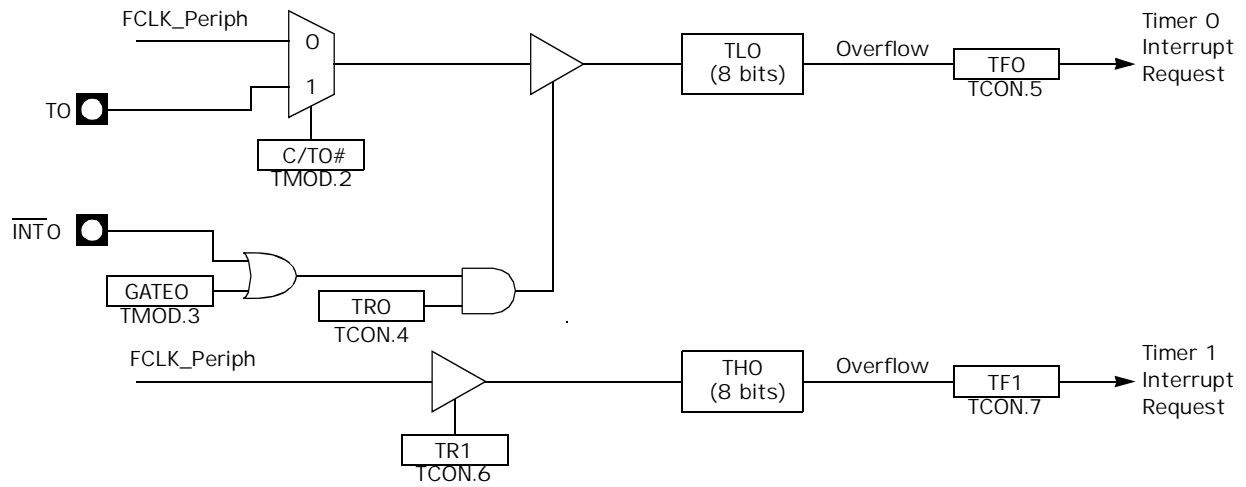 FCLK_Periph
0
1
T0
C/T0#
TMOD.2
INT0
GATE0
TMOD.3
TR0
TCON.4
TL0
(8 bits)
Overflow
TF0
TCON.5
Timer 0
Interrupt
Request
FCLK_Periph
TR1
TCON.6
TH0
(8 bits)
Overflow
TF1
TCON.7
Timer 1
Interrupt
Request